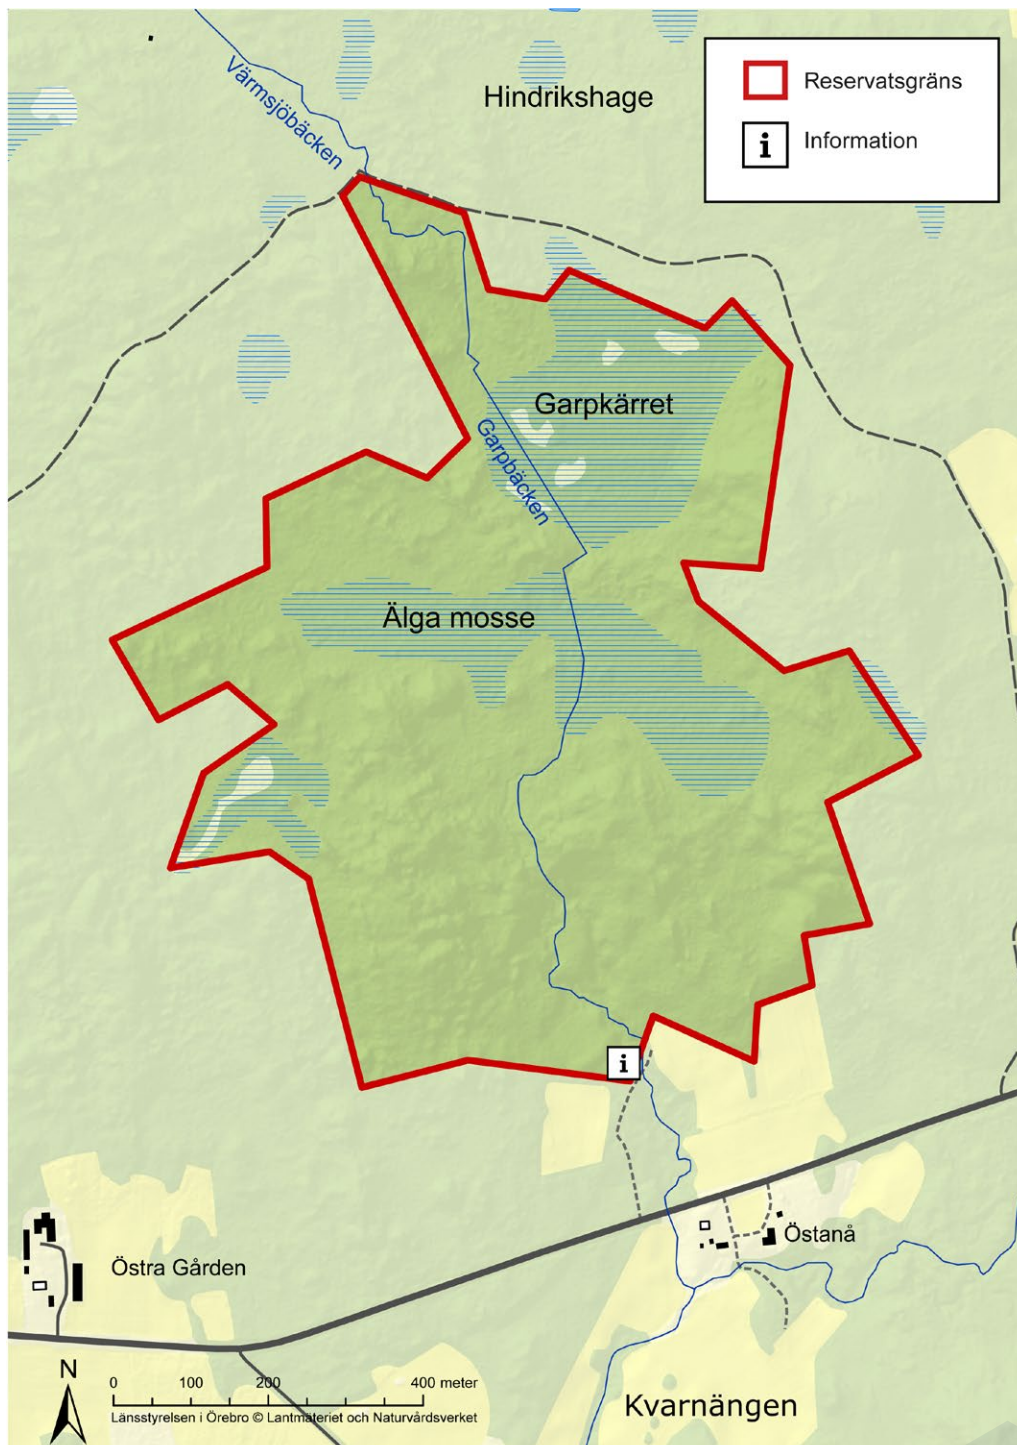 Värmsjöbäcken
Hindrikshage
Reservatsgräns
i Information
Garpkärret
Garpbäcken
Älga mosse
i
Östanå
Östra Gården
Kvarnängen
N
0 100 200 400 meter
Länsstyrelsen i Örebro © Lantmäteriet och Naturvårdsverket